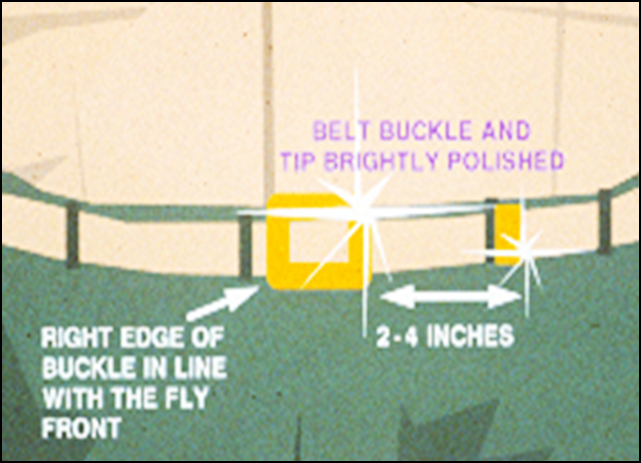 BELT BUCKLE AND
TIP BRIGHTLY POLISHED
2-4 INCHES
RIGHT EDGE OF
BUCKLE IN LINE
WITH THE FLY
FRONT